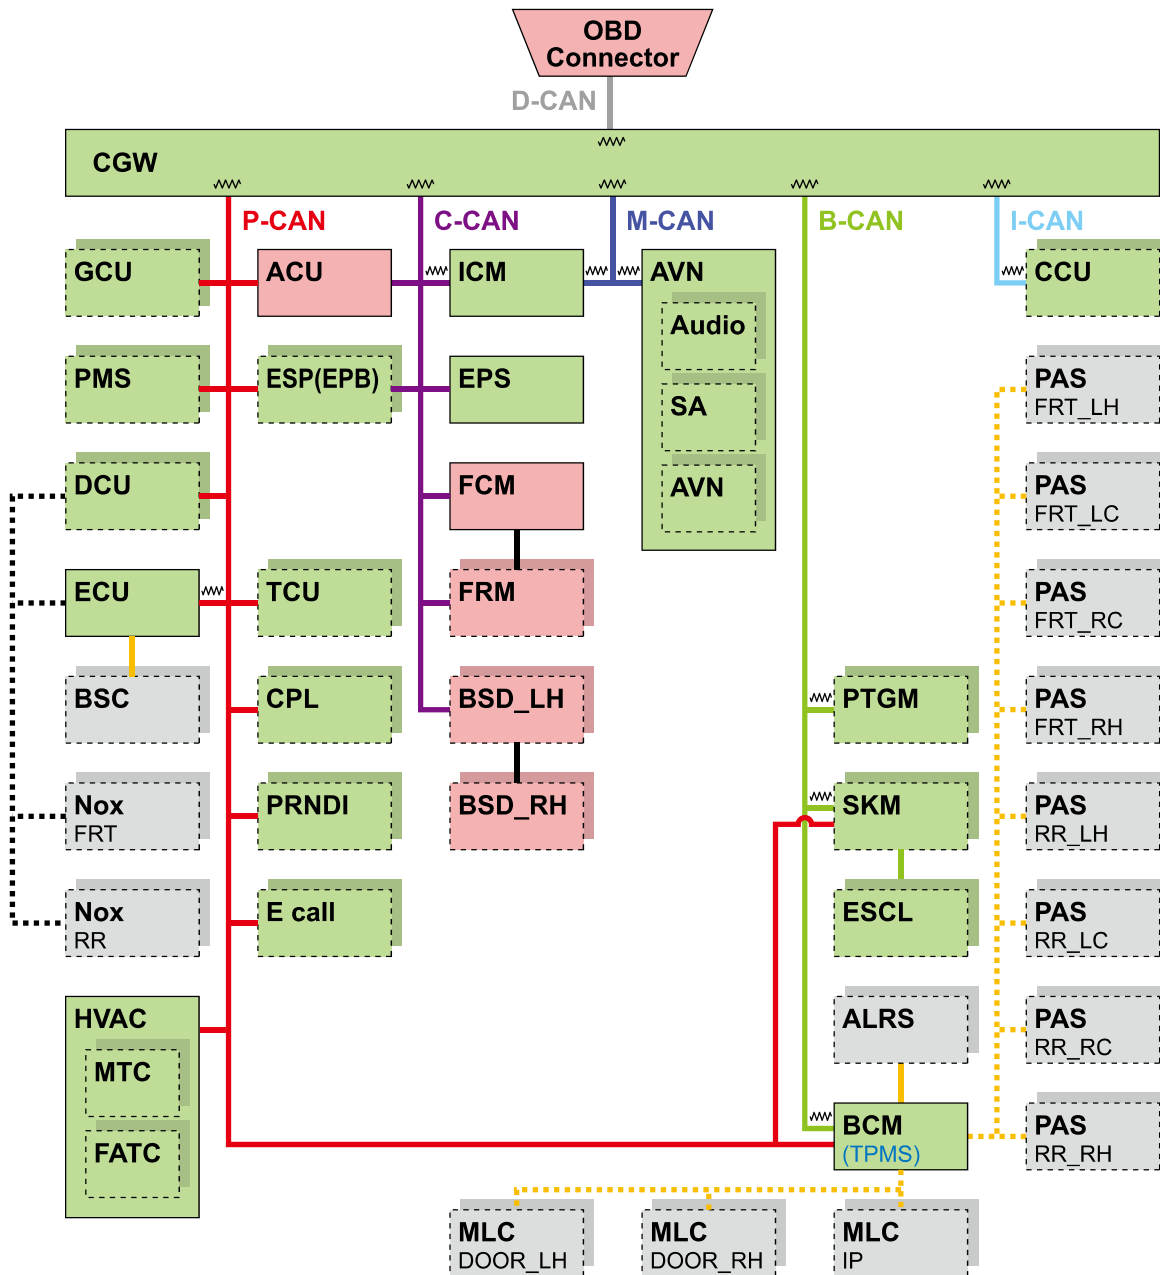 OBD
Connector
D-CAN
CGW
P-CAN
C-CAN
M-CAN
B-CAN
I-CAN
GCU
ACU
ICM
AVN
CCU
Audio
PMS
ESP(EPB)
EPS
SA
PAS
FRT_LH
DCU
FCM
AVN
PAS
FRT_LC
ECU
TCU
FRM
PAS
FRT_RC
BSC
CPL
BSD_LH
PTGM
PAS
FRT_RH
Nox
FRT
PRNDI
BSD_RH
SKM
PAS
RR_LH
Nox
RR
E call
ESCL
PAS
RR_LC
HVAC
MTC
FATC
ALRS
PAS
RR_RC
BCM
(TPMS)
PAS
RR_RH
MLC
DOOR_LH
MLC
DOOR_RH
MLC
IP